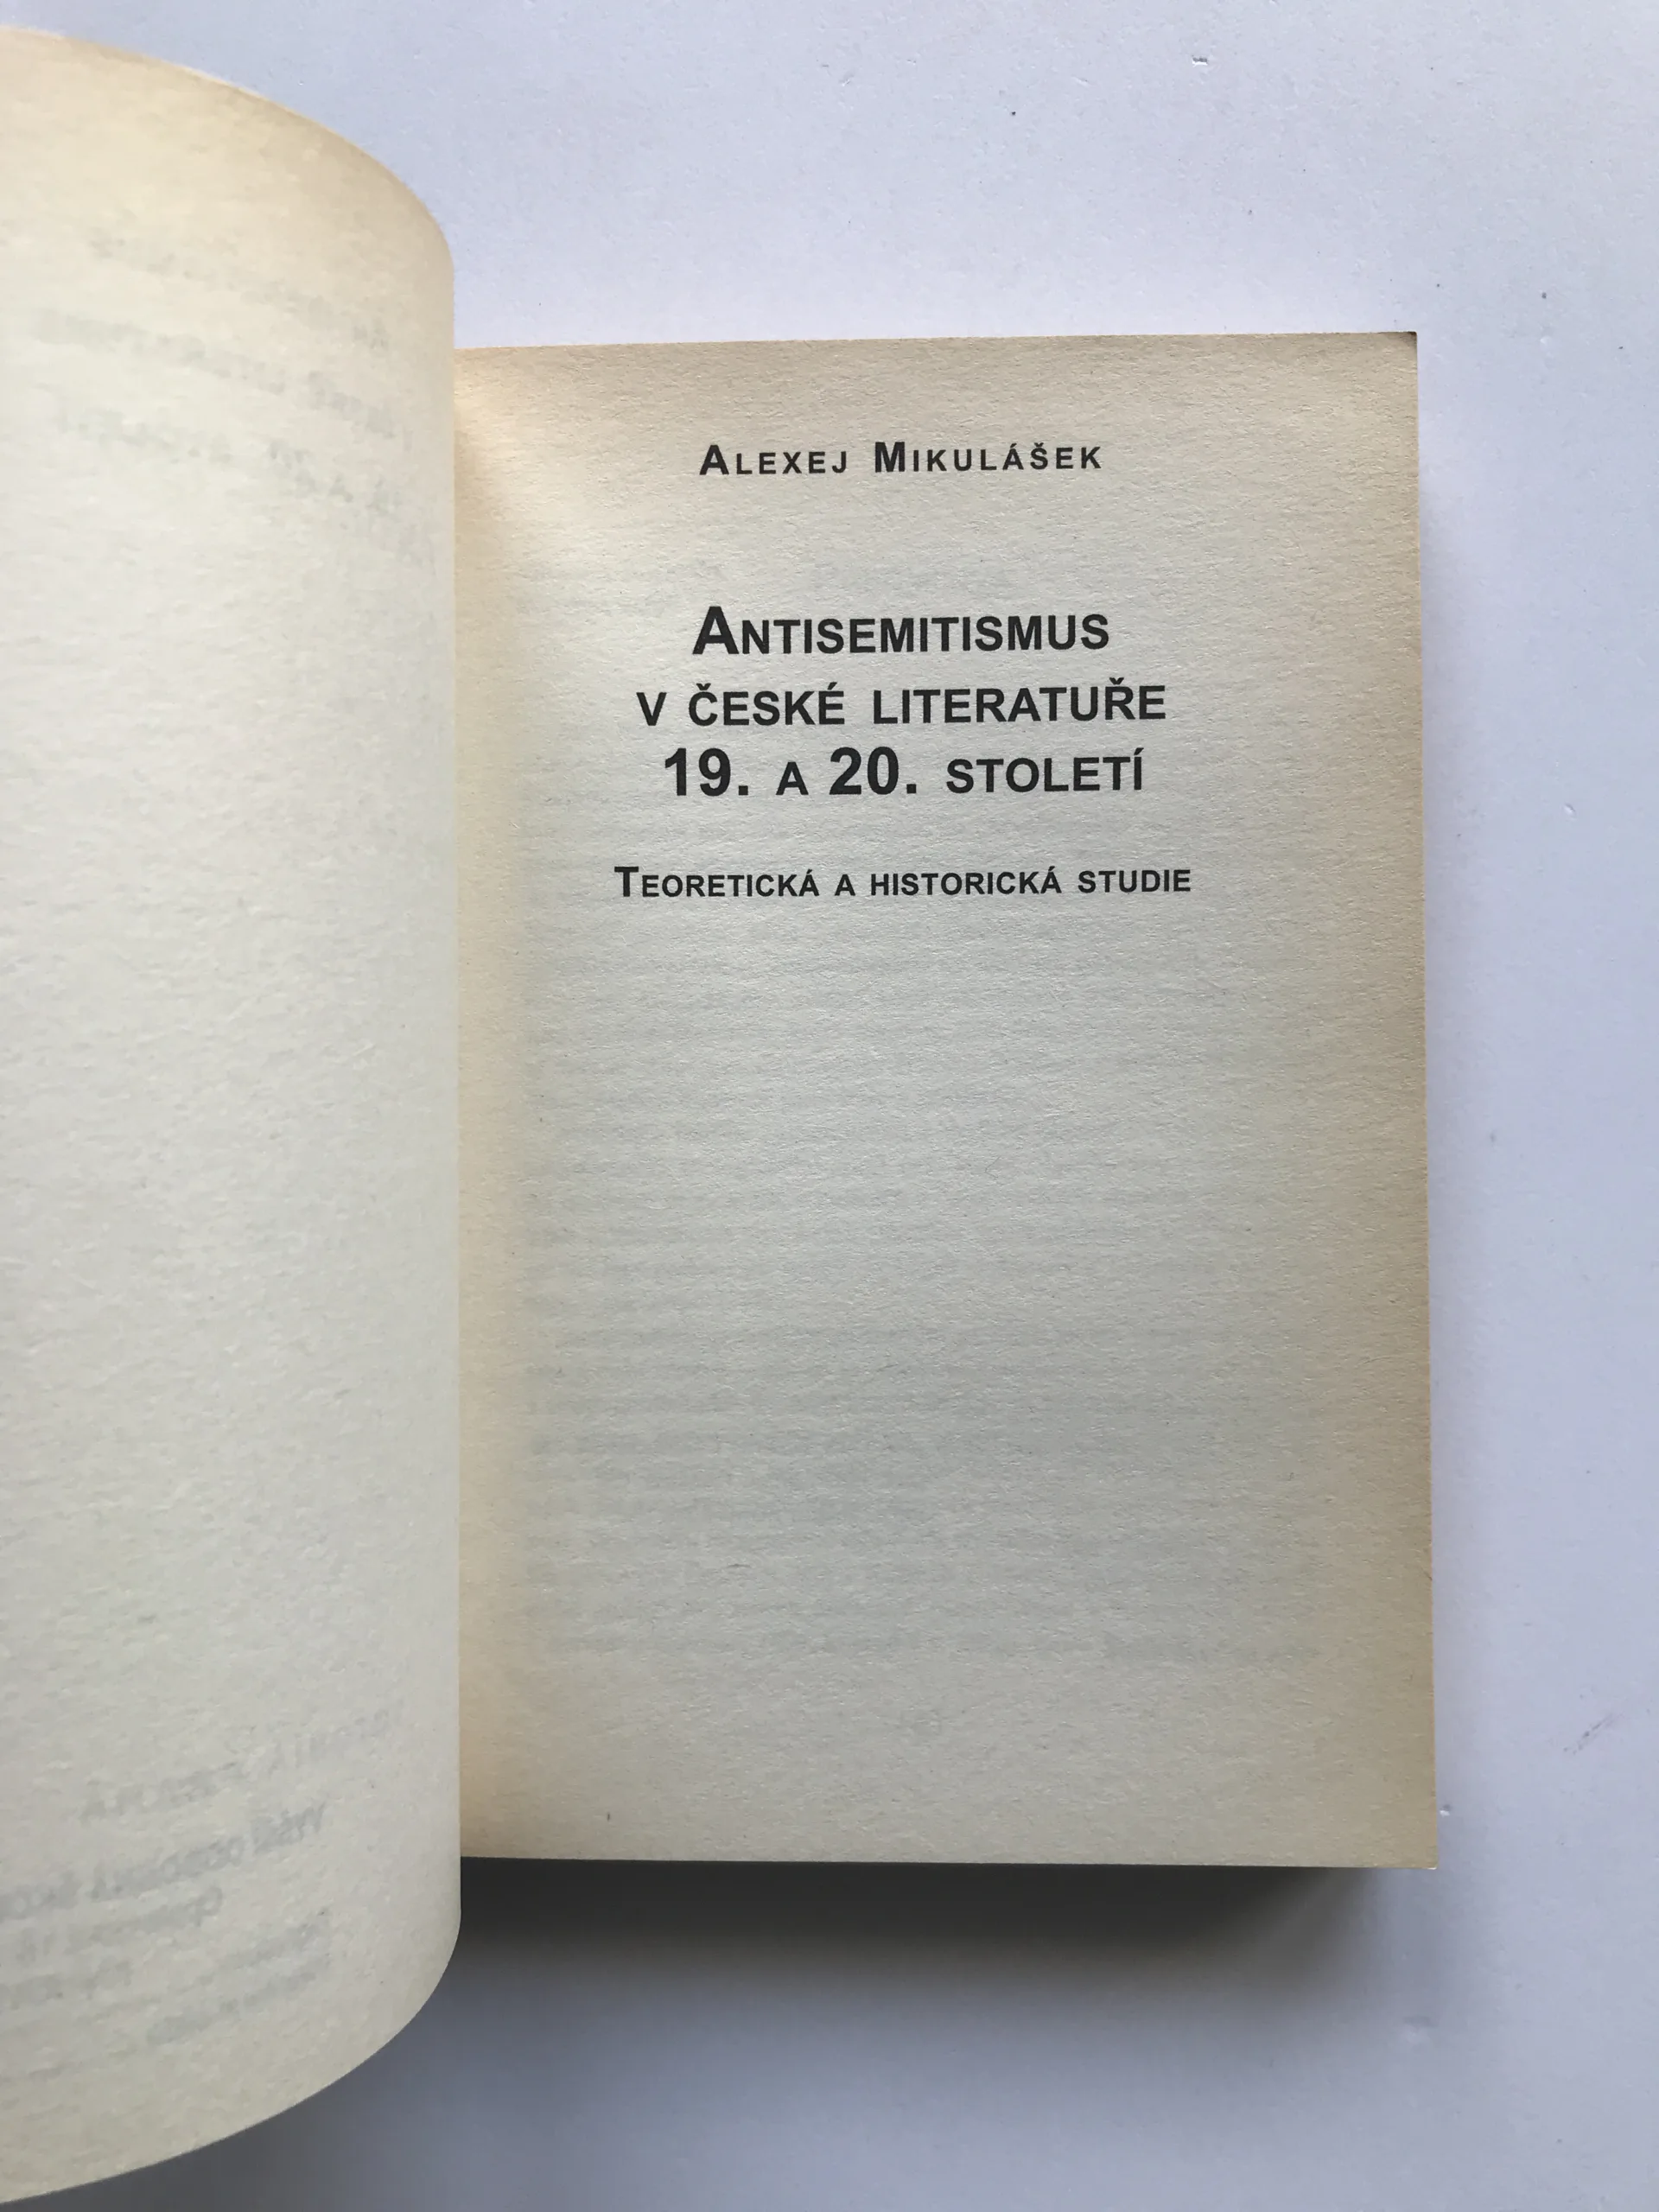 Alexej Mikulášek
Antisemitismus
v české literatuře
19. a 20. století
Teoretická a historická studie